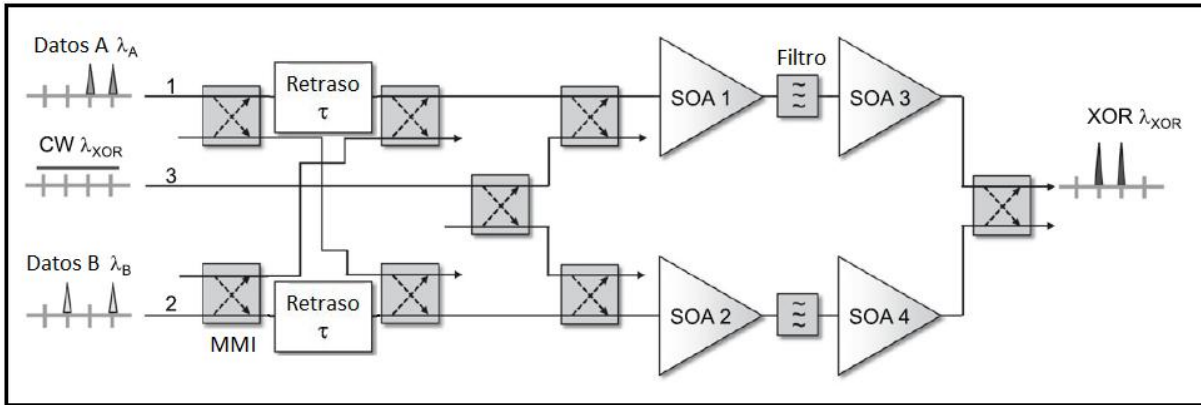 Datos A λA
1
CW λXOR
3
Datos B λB
2
MMI
Retraso
τ
Retraso
τ
SOA 1
Filtro
SOA 3
SOA 2
SOA 4
XOR λXOR